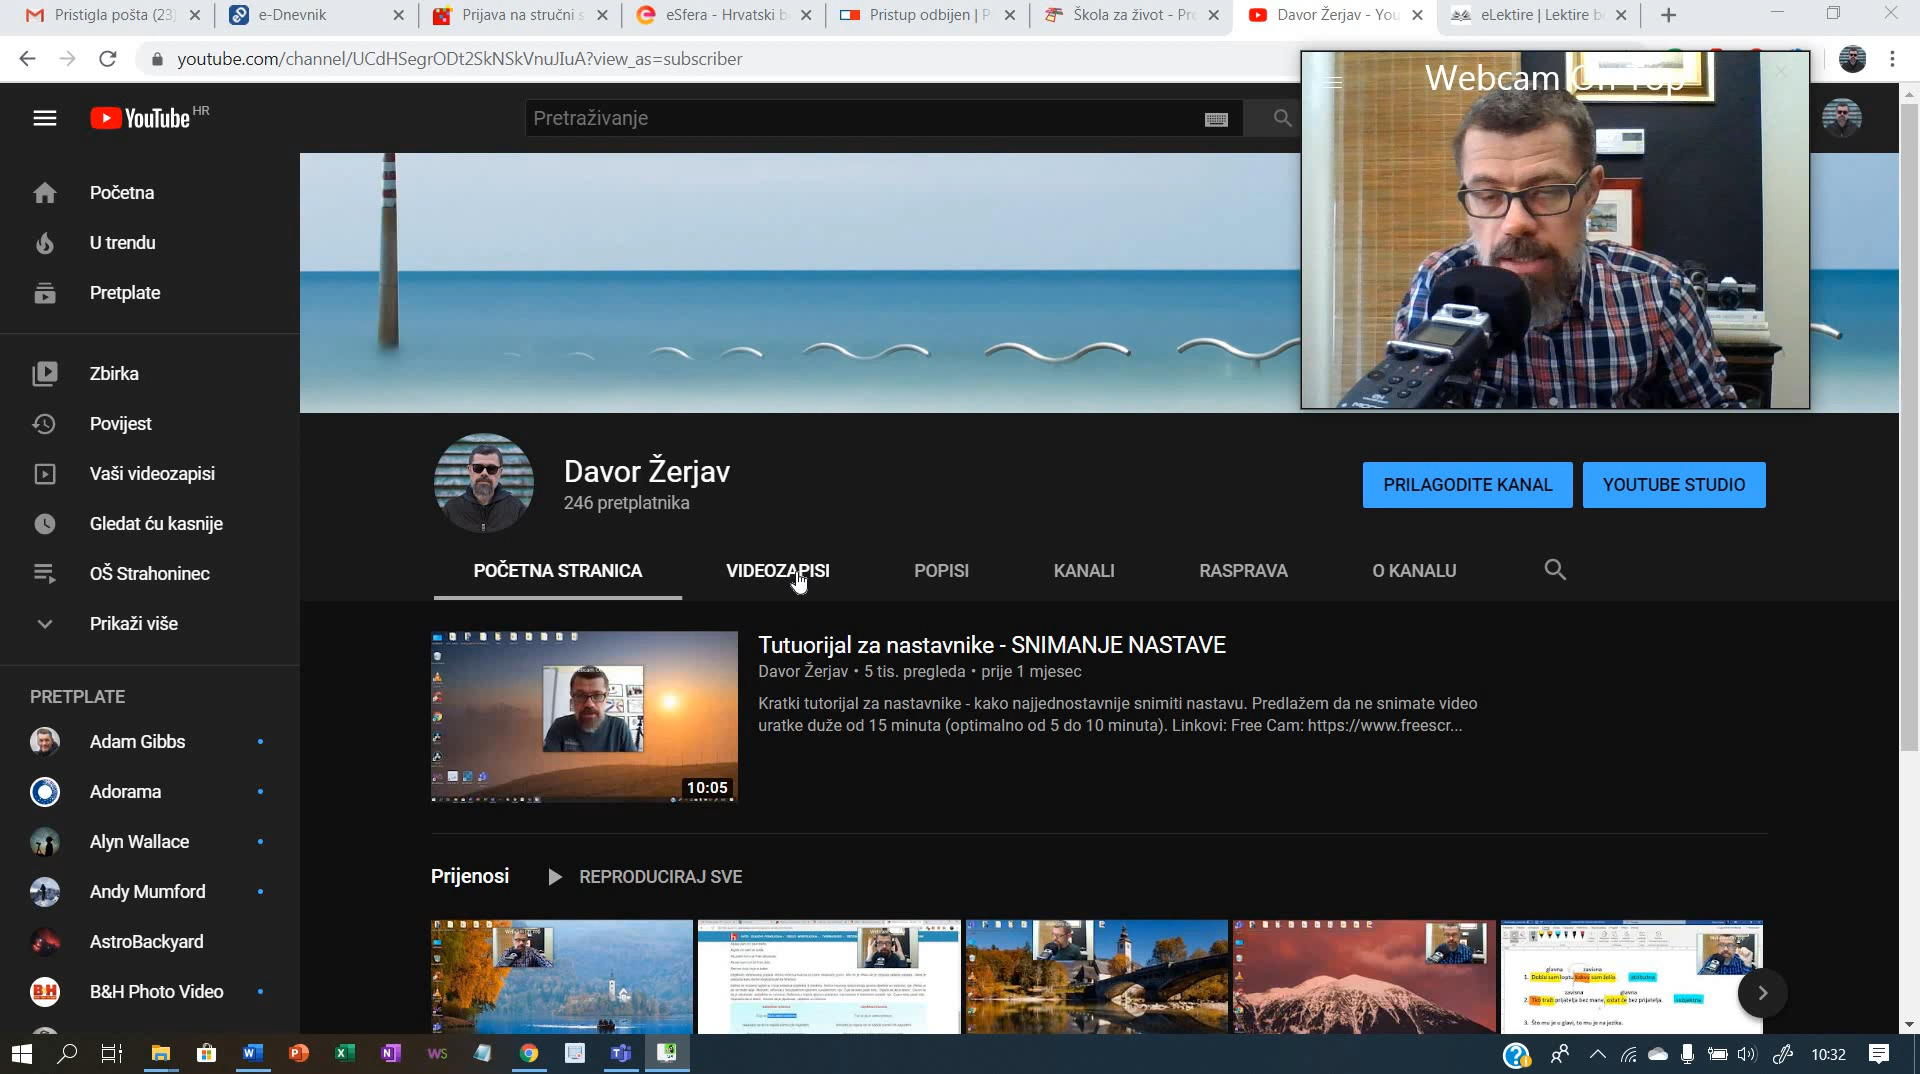 Pristigla pošta (23)
e-Dnevnik
Prijava na stručni s
eSfera - Hrvatski b
Pristup odbijen | P
Škola za život - Pro
Davor Žerjav - You
eLektire | Lektire b
youtube.com/channel/UCdHSegrODt2SkNSkVnuJIuA?view_as=subscriber
Webcam On Top
YouTube HR
Pretraživanje
Početna
U trendu
Pretplate
Zbirka
Povijest
Vaši videozapisi
Gledat ću kasnije
OŠ Strahoninec
Prikaži više
PRETPLATE
Adam Gibbs
Adorama
Alyn Wallace
Andy Mumford
AstroBackyard
B&H Photo Video
Davor Žerjav
246 pretplatnika
PRILAGODITE KANAL
YOUTUBE STUDIO
POČETNA STRANICA
VIDEOZAPISI
POPISI
KANALI
RASPRAVA
O KANALU
10:05
Tutuorijal za nastavnike - SNIMANJE NASTAVE
Davor Žerjav • 5 tis. pregleda • prije 1 mjesec
Kratki tutorijal za nastavnike - kako najjednostavnije snimiti nastavu. Predlažem da ne snimate video
uratke duže od 15 minuta (optimalno od 5 do 10 minuta). Linkovi: Free Cam: https://www.freescr...
Prijenosi
REPRODUCIRAJ SVE
10:32